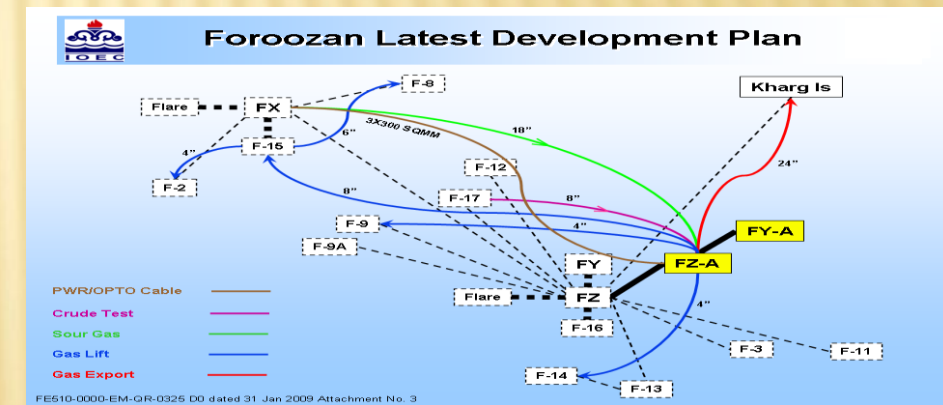 IOEC
Foroozan Latest Development Plan
F-8
Kharg Is
Flare
FX
6"
3X300 SQMM
18"
24"
4"
F-15
F-12
F-2
8"
F-17
8"
F-9
4"
FY-A
F-9A
FY
FZ-A
PWR/OPTO Cable
Flare
FZ
4"
Crude Test
F-16
Sour Gas
F-3
F-11
Gas Lift
F-14
Gas Export
F-13
FE510-0000-EM-QR-0325 D0 dated 31 Jan 2009 Attachment No. 3